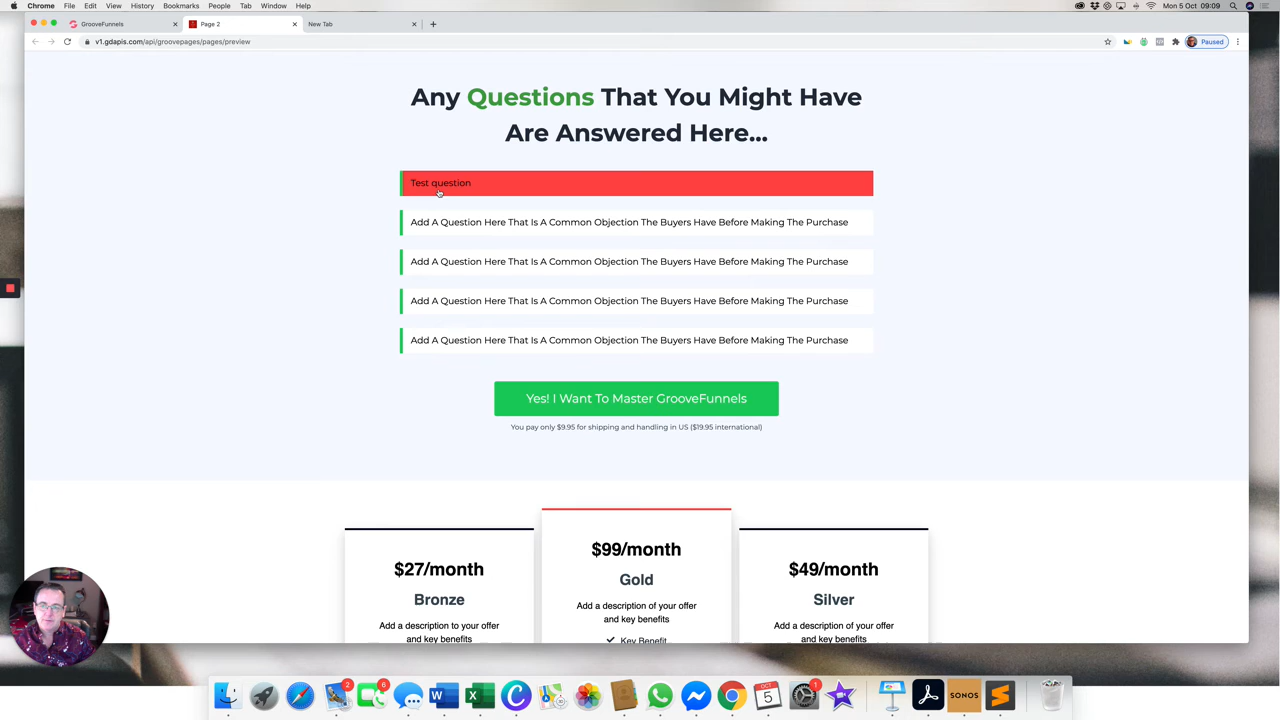 Chrome File Edit View History Bookmarks People Tab Window Help
Mon 5 Oct 09:09
GrooveFunnels
Page 2
New Tab
v1.gdapis.com/api/groovepages/pages/preview
Paused
Any Questions That You Might Have
Are Answered Here...
Test question
Add A Question Here That Is A Common Objection The Buyers Have Before Making The Purchase
Add A Question Here That Is A Common Objection The Buyers Have Before Making The Purchase
Add A Question Here That Is A Common Objection The Buyers Have Before Making The Purchase
Add A Question Here That Is A Common Objection The Buyers Have Before Making The Purchase
Yes! I Want To Master GrooveFunnels
You pay only $9.95 for shipping and handling in US ($19.95 international)
$27/month
Bronze
Add a description to your offer
and key benefits
$99/month
Gold
Add a description of your offer
and key benefits
Key Benefit
$49/month
Silver
Add a description of your offer
and key benefits
2
6
W
X
C
OCT
5
1
SONOS